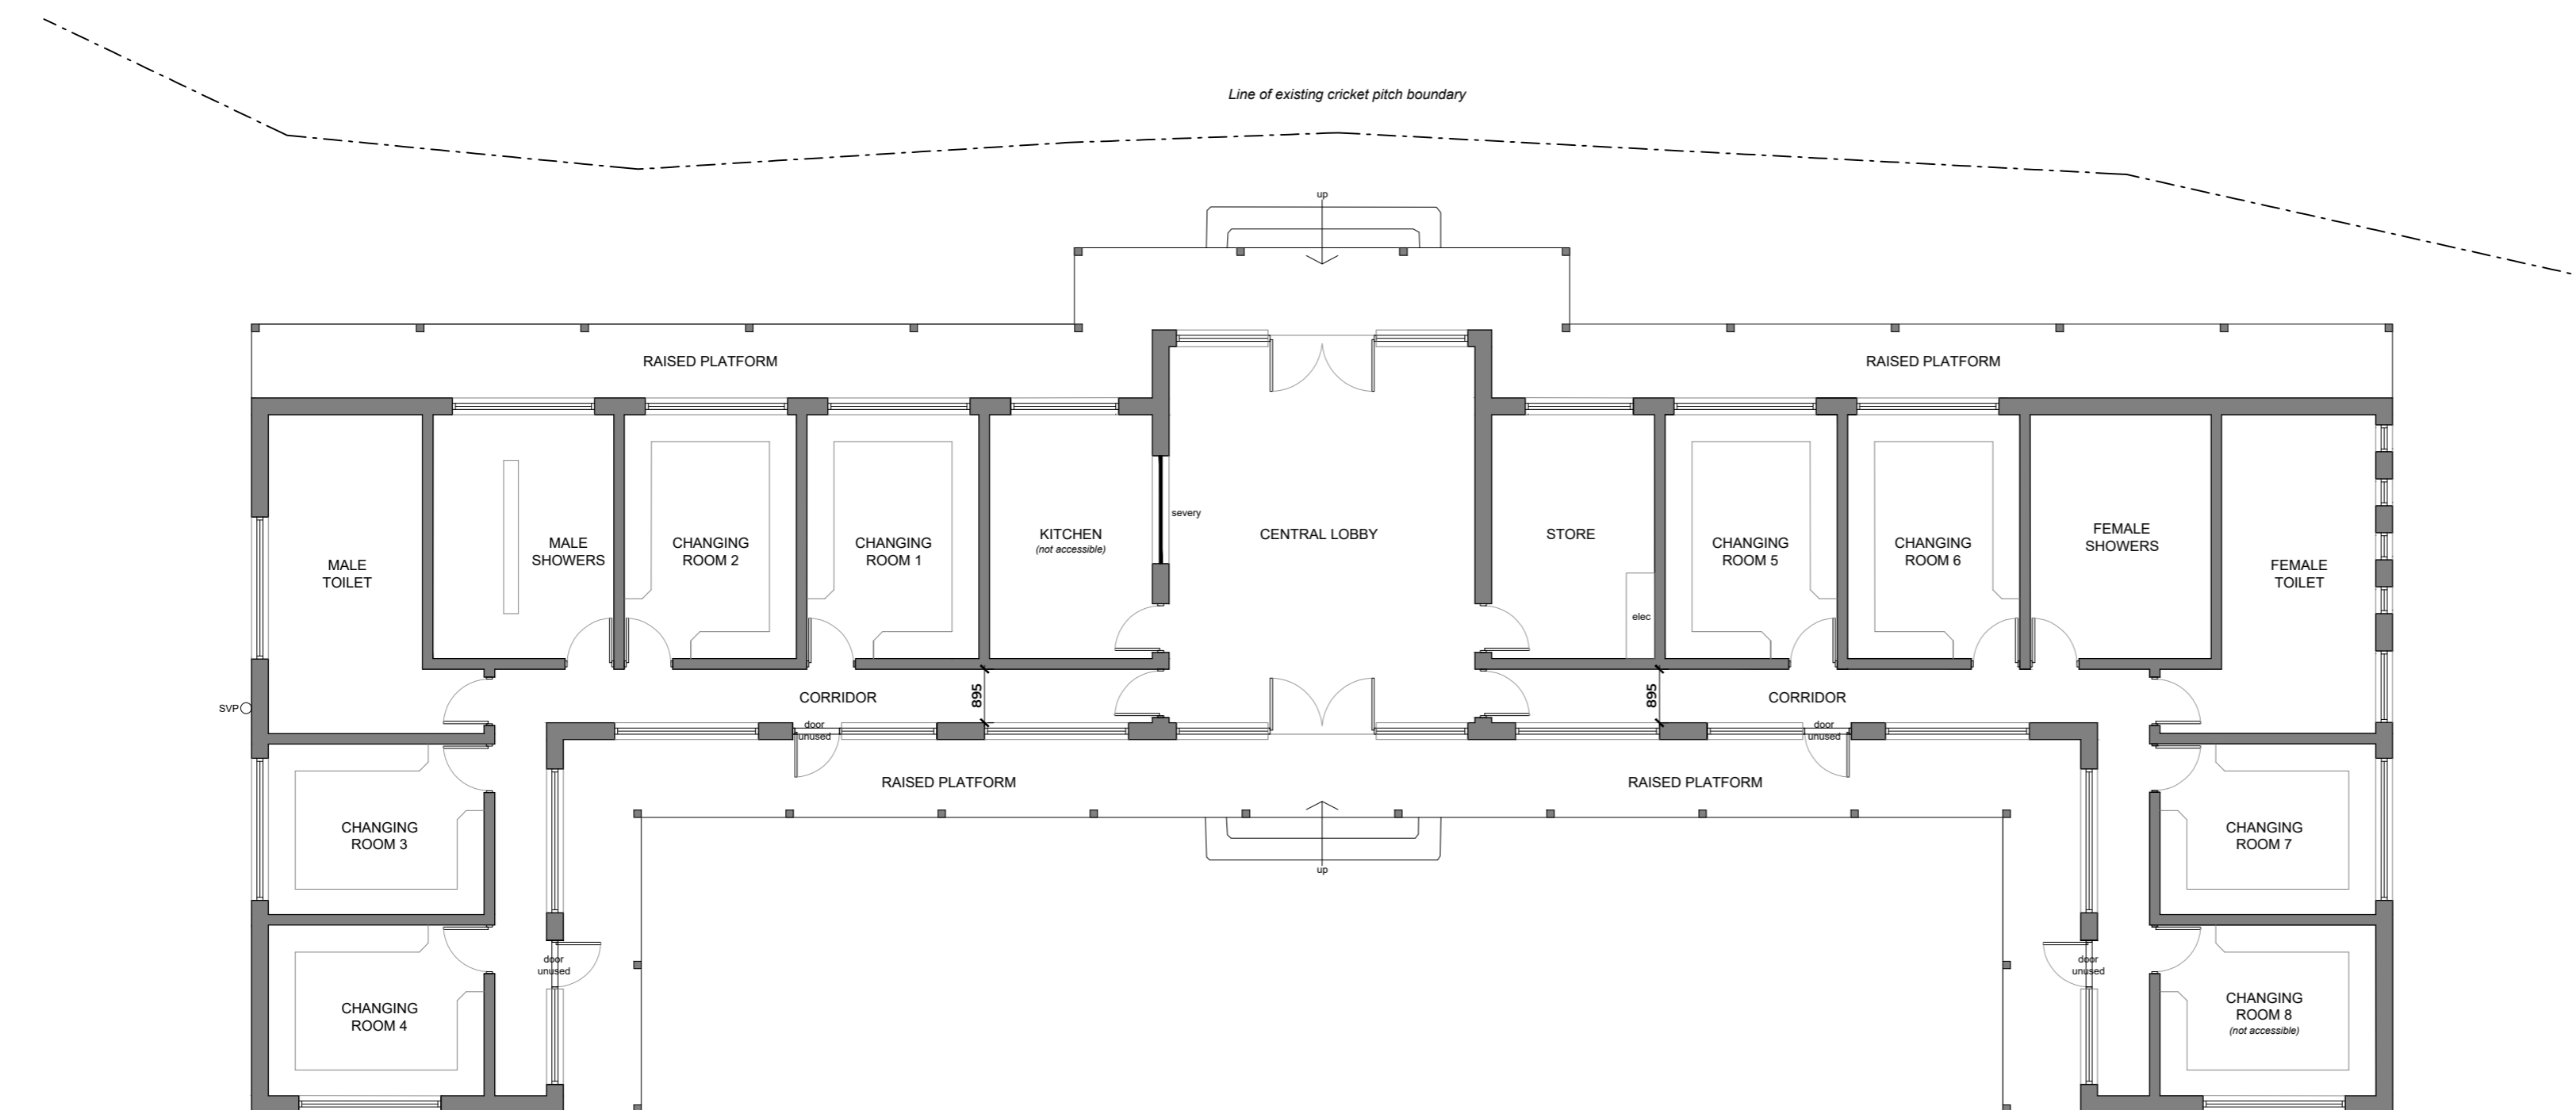 Line of existing cricket pitch boundary
up
RAISED PLATFORM
RAISED PLATFORM
severy
MALE
TOILET
MALE
SHOWERS
CHANGING
ROOM 2
CHANGING
ROOM 1
KITCHEN
(not accessible)
CENTRAL LOBBY
STORE
elec
CHANGING
ROOM 5
CHANGING
ROOM 6
FEMALE
SHOWERS
FEMALE
TOILET
SVP
CORRIDOR
895
895
CORRIDOR
door
unused
door
unused
RAISED PLATFORM
RAISED PLATFORM
up
CHANGING
ROOM 3
CHANGING
ROOM 7
door
unused
door
unused
CHANGING
ROOM 4
CHANGING
ROOM 8
(not accessible)